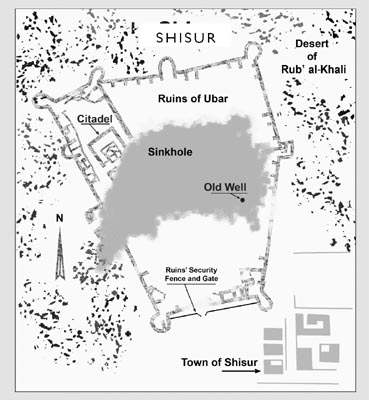 SHISUR
Desert
of
Rub' al-Khali
Ruins of Ubar
Citadel
Sinkhole
Old Well
N
Ruins' Security
Fence and Gate
Town of Shisur